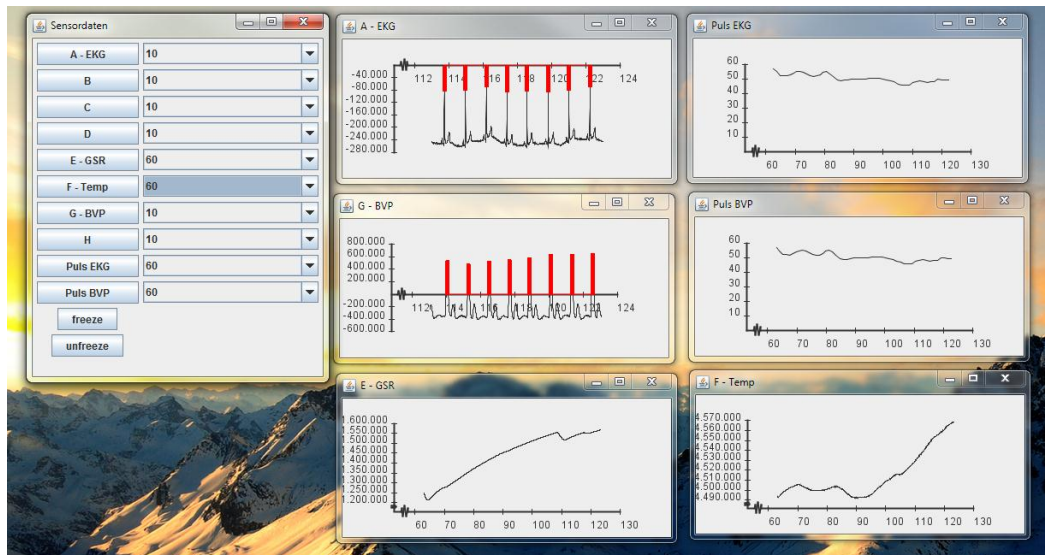 Sensordaten
A - EKG 10
B 10
C 10
D 10
E - GSR 60
F - Temp 60
G - BVP 10
H 10
Puls EKG 60
Puls BVP 60
freeze
unfreeze
A - EKG
-40.000
-80.000
-120.000
-160.000
-200.000
-240.000
-280.000
112 114 116 118 120 122 124
Puls EKG
60
50
40
30
20
10
60 70 80 90 100 110 120 130
G - BVP
800.000
600.000
400.000
200.000
-200.000
-400.000
-600.000
112 114 116 118 120 122 124
Puls BVP
60
50
40
30
20
10
60 70 80 90 100 110 120 130
E - GSR
1.600.000
1.550.000
1.500.000
1.450.000
1.400.000
1.350.000
1.300.000
1.250.000
1.200.000
60 70 80 90 100 110 120 130
F - Temp
4.570.000
4.560.000
4.550.000
4.540.000
4.530.000
4.520.000
4.510.000
4.500.000
4.490.000
60 70 80 90 100 110 120 130